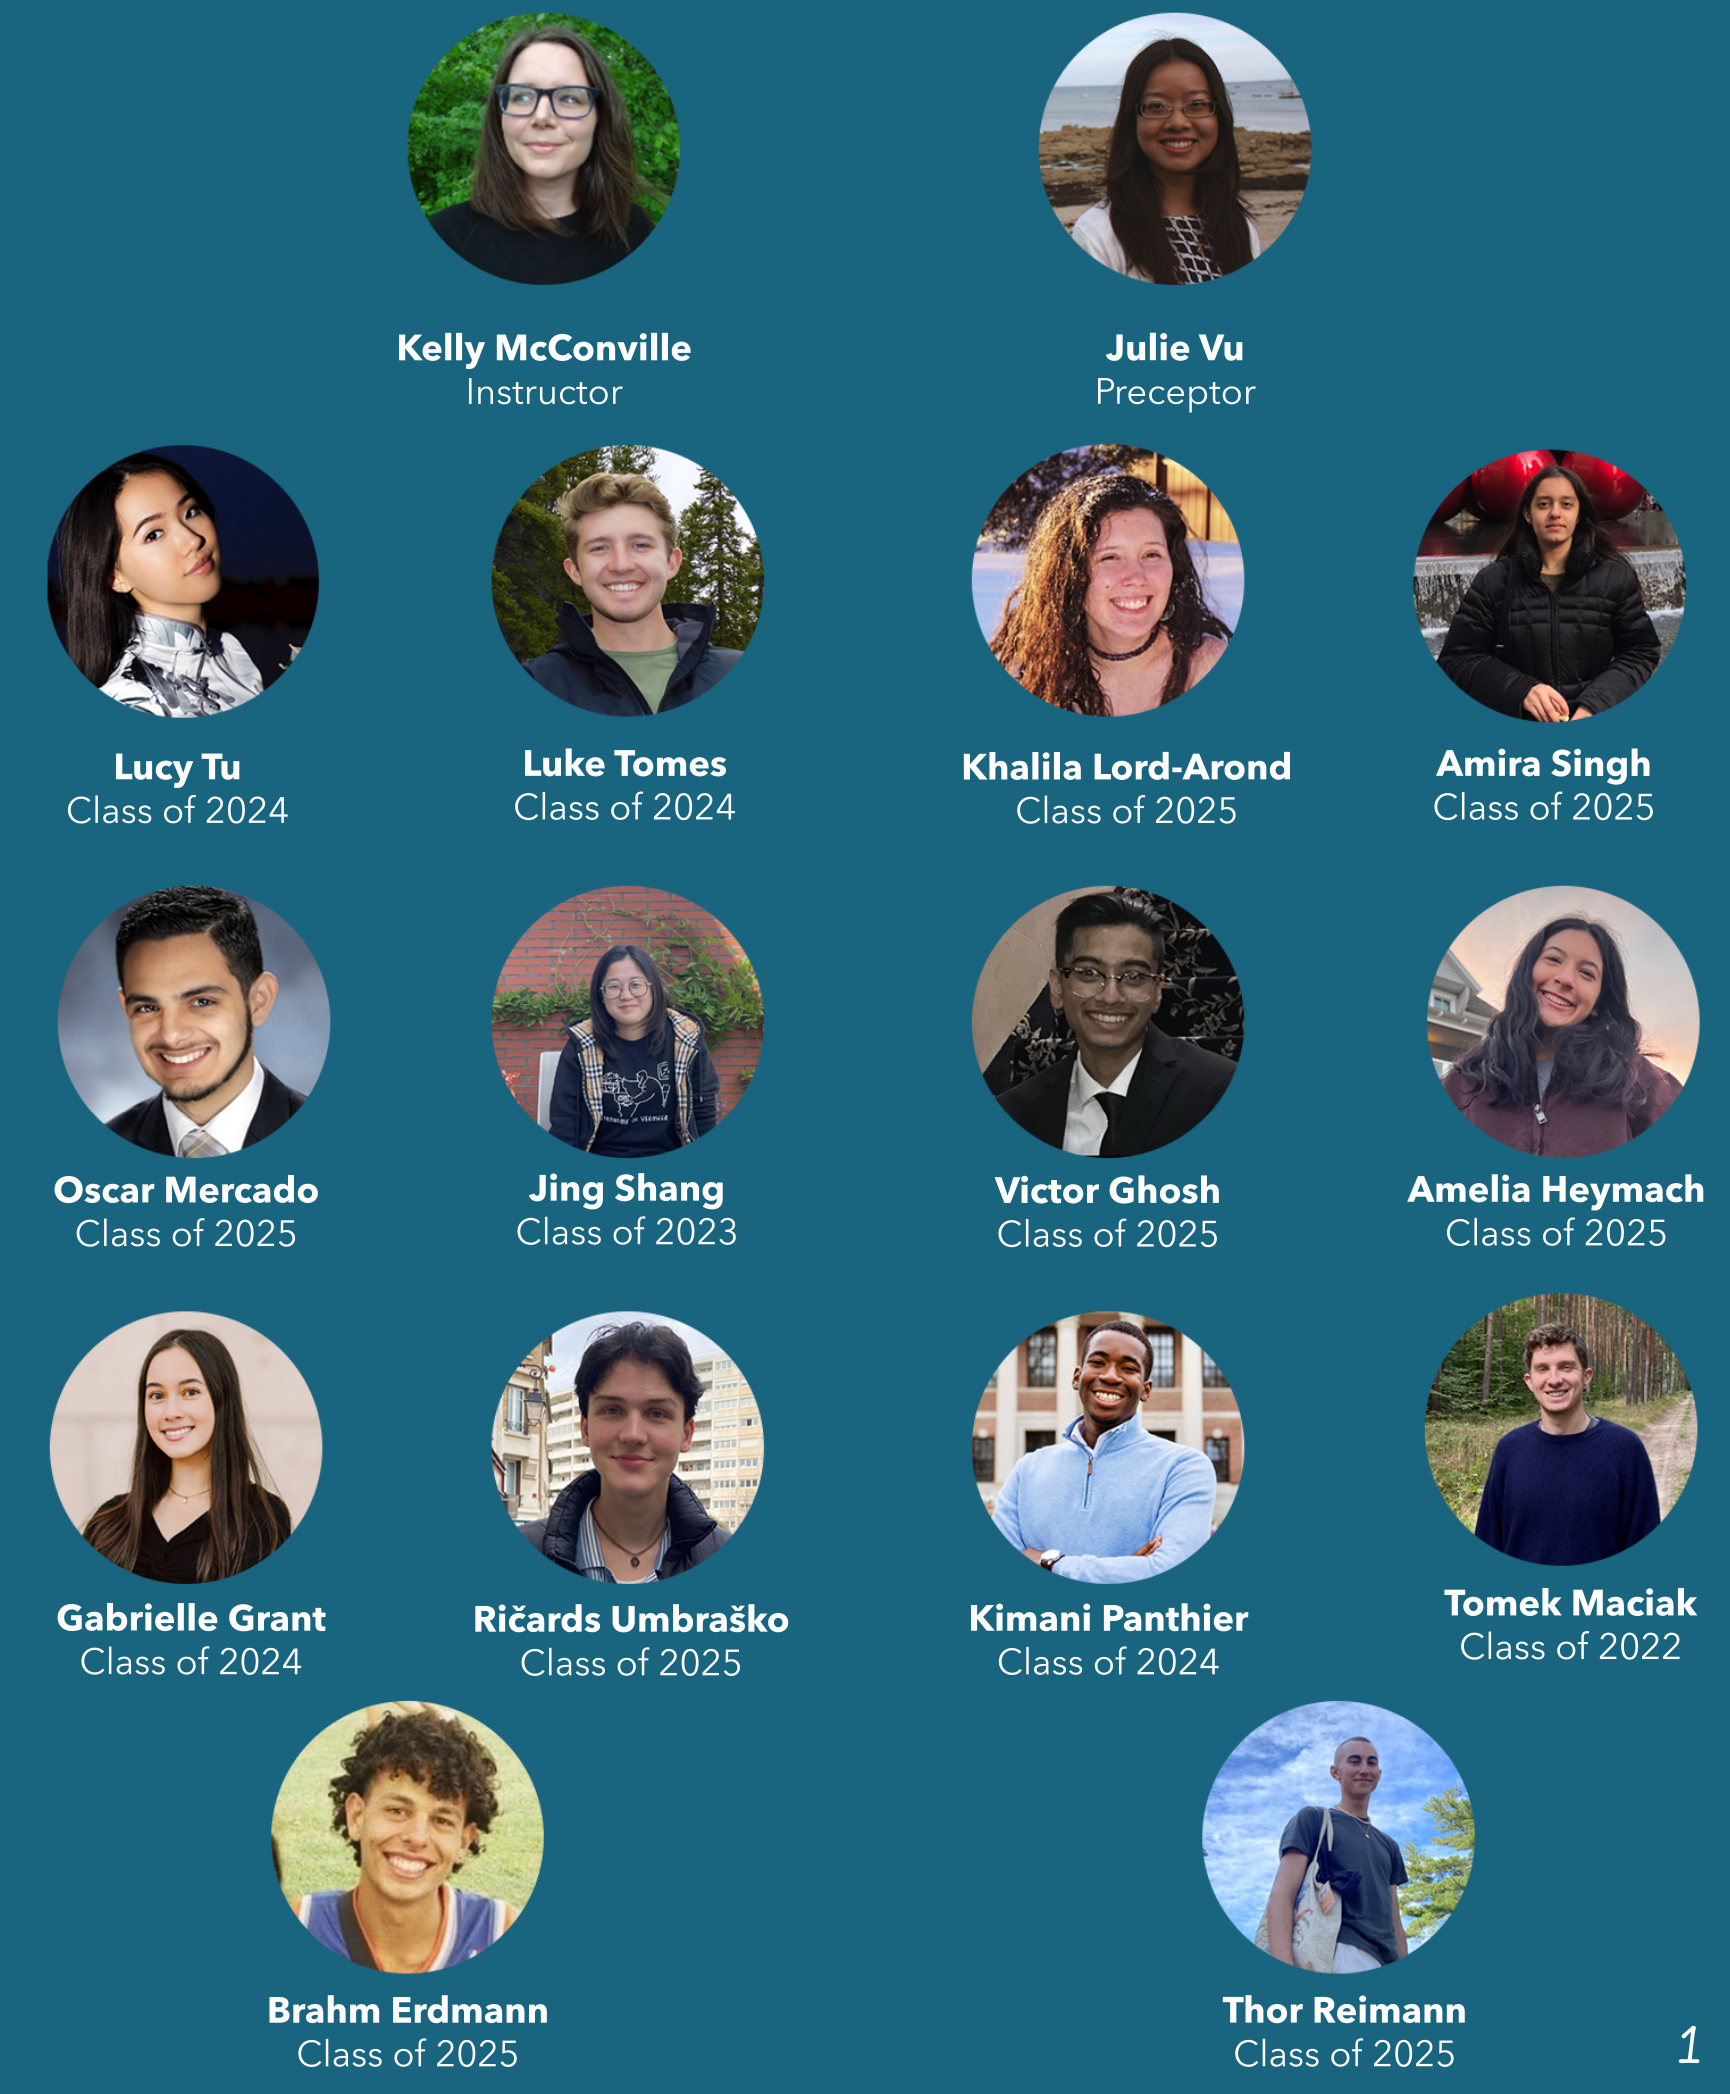 Kelly McConville
Instructor
Julie Vu
Preceptor
Lucy Tu
Class of 2024
Luke Tomes
Class of 2024
Khalila Lord-Arond
Class of 2025
Amira Singh
Class of 2025
Oscar Mercado
Class of 2025
Jing Shang
Class of 2023
Victor Ghosh
Class of 2025
Amelia Heymach
Class of 2025
Gabrielle Grant
Class of 2024
Ričards Umbraško
Class of 2025
Kimani Panthier
Class of 2024
Tomek Maciak
Class of 2022
Brahm Erdmann
Class of 2025
Thor Reimann
Class of 2025
1